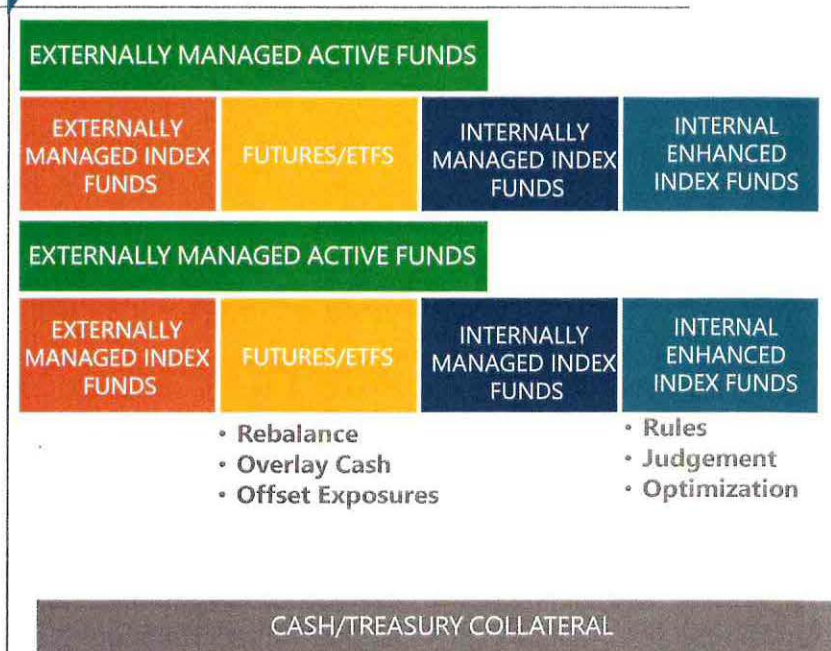 EXTERNALLY MANAGED ACTIVE FUNDS
EXTERNALLY
MANAGED INDEX
FUNDS
FUTURES/ETFS
INTERNALLY
MANAGED INDEX
FUNDS
INTERNAL
ENHANCED
INDEX FUNDS
EXTERNALLY MANAGED ACTIVE FUNDS
EXTERNALLY
MANAGED INDEX
FUNDS
FUTURES/ETFS
INTERNALLY
MANAGED INDEX
FUNDS
INTERNAL
ENHANCED
INDEX FUNDS
• Rebalance
• Overlay Cash
• Offset Exposures
• Rules
• Judgement
• Optimization
CASH/TREASURY COLLATERAL